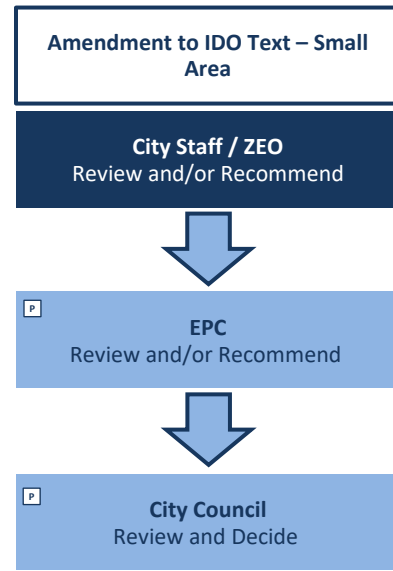 Amendment to IDO Text – Small
Area
City Staff / ZEO
Review and/or Recommend
P
EPC
Review and/or Recommend
P
City Council
Review and Decide